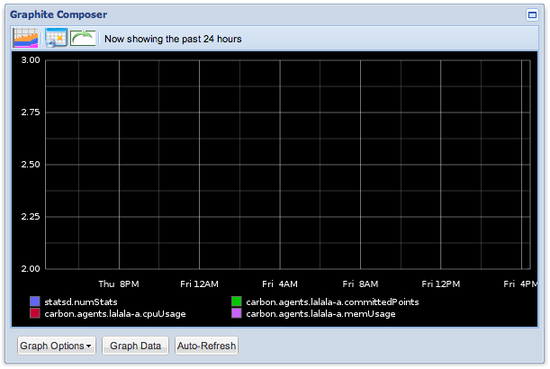 Graphite Composer
Now showing the past 24 hours
3.00
2.75
2.50
2.25
2.00
Thu 8PM Fri 12AM Fri 4AM Fri 8AM Fri 12PM Fri 4PM
statsd.numStats carbon.agents.lalala-a.committedPoints
carbon.agents.lalala-a.cpuUsage carbon.agents.lalala-a.memUsage
Graph Options Graph Data Auto-Refresh